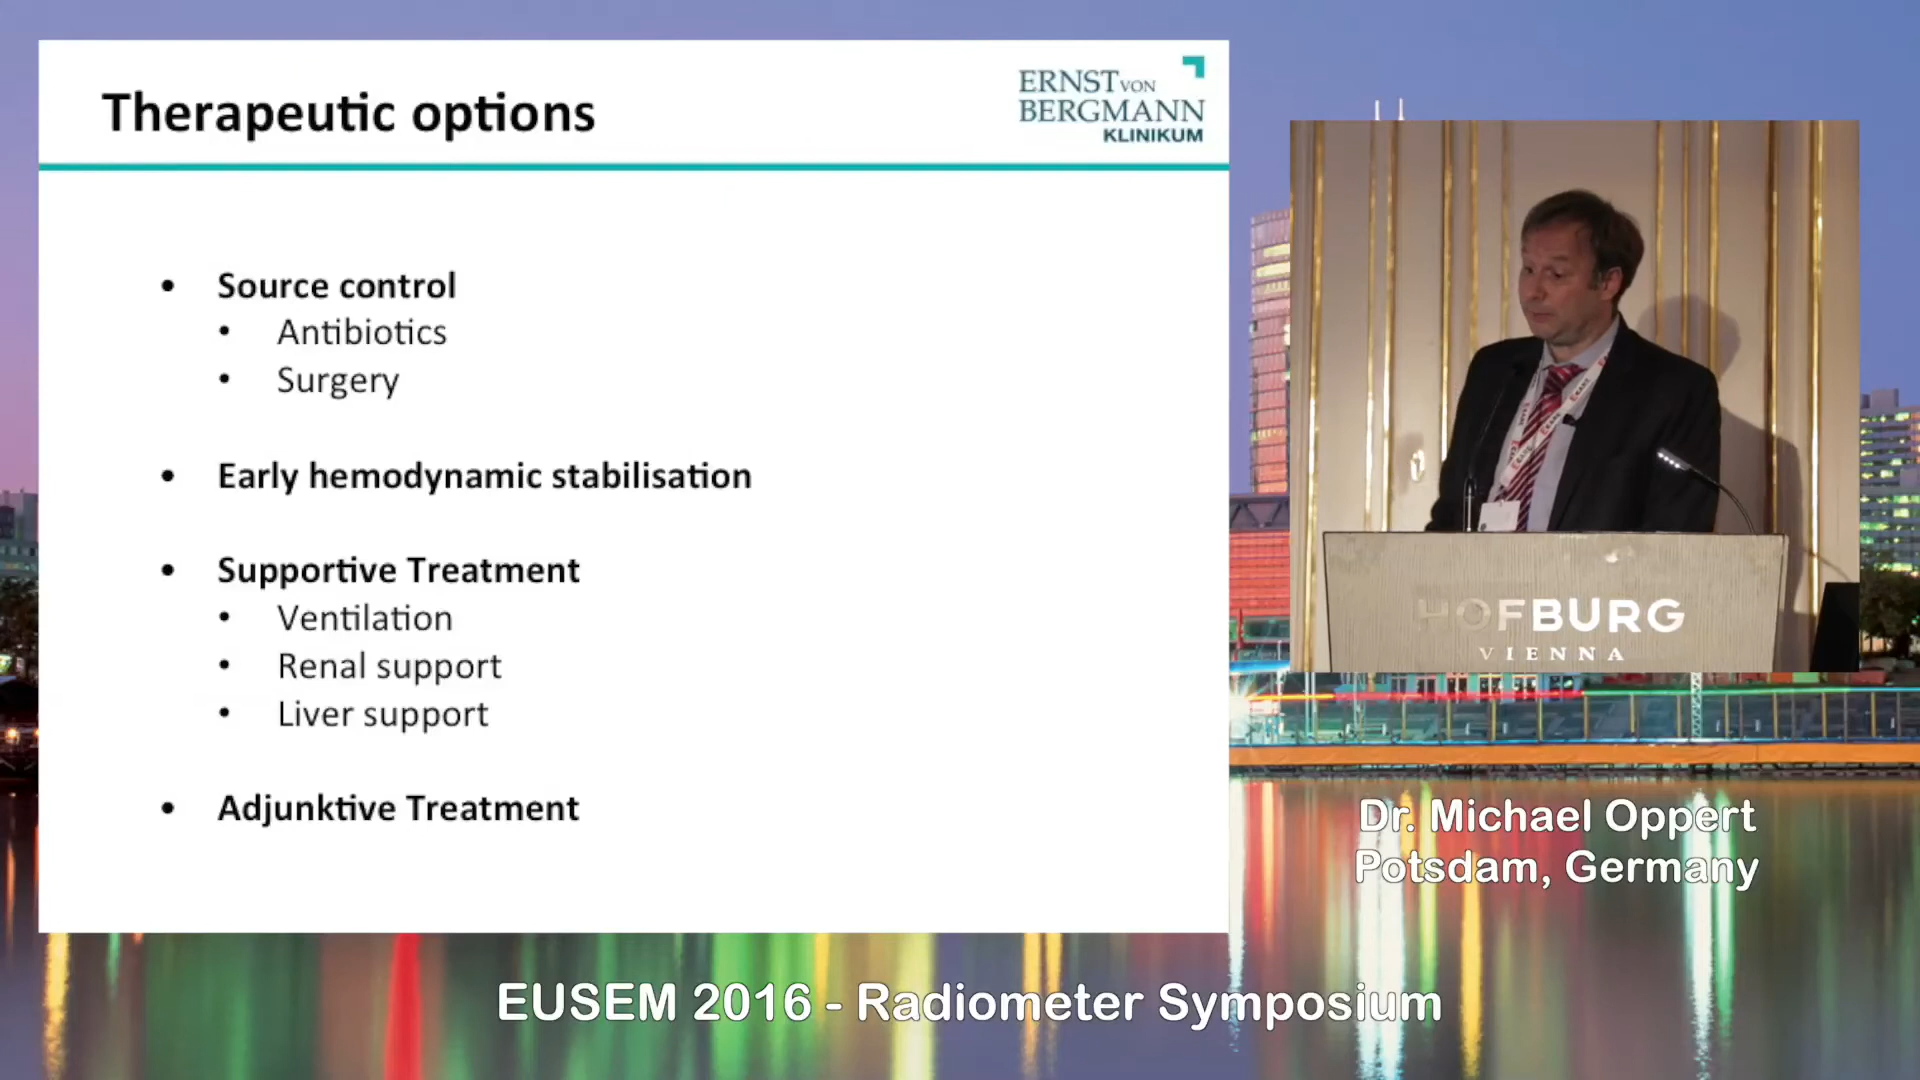 Therapeutic options
ERNST VON
BERGMANN
KLINIKUM
• Source control
• Antibiotics
• Surgery
• Early hemodynamic stabilisation
• Supportive Treatment
• Ventilation
• Renal support
• Liver support
• Adjunktive Treatment
HOFBURG
VIENNA
Dr. Michael Oppert
Potsdam, Germany
EUSEM 2016 - Radiometer Symposium